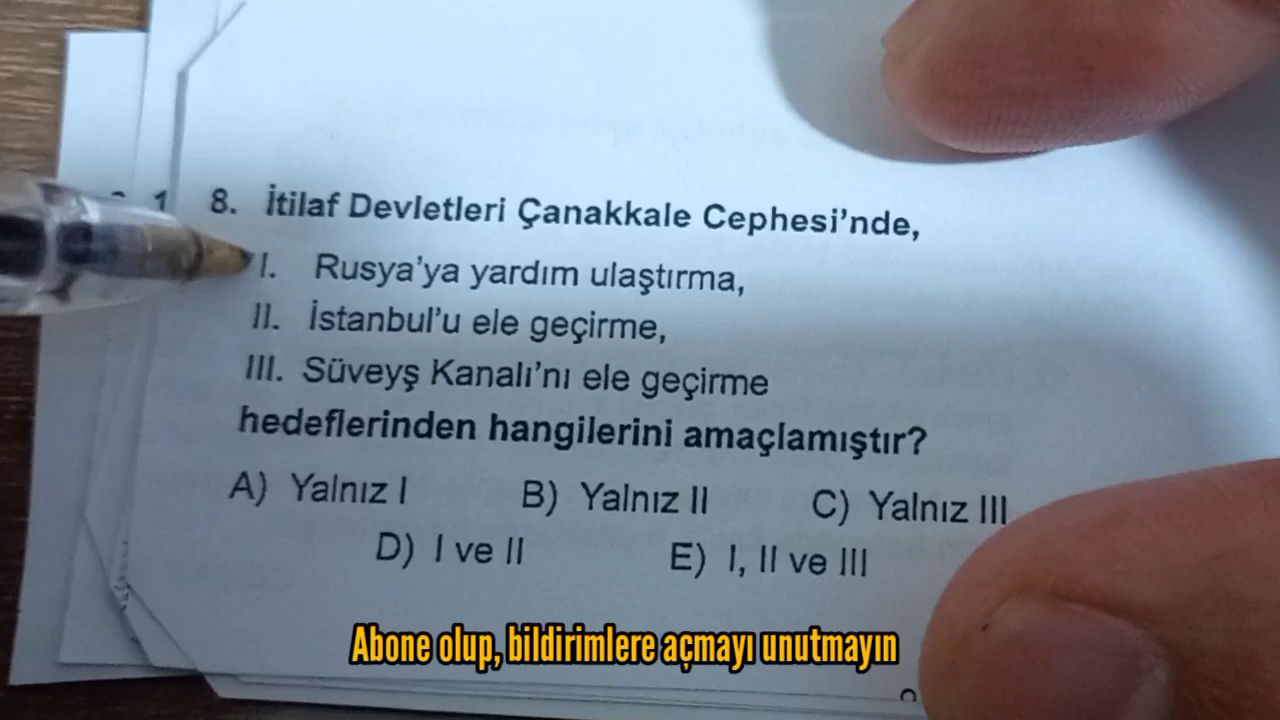 1 8. İtilaf Devletleri Çanakkale Cephesi'nde,
I. Rusya'ya yardım ulaştırma,
II. İstanbul'u ele geçirme,
III. Süveyş Kanalı'nı ele geçirme
hedeflerinden hangilerini amaçlamıştır?
A) Yalnız I B) Yalnız II C) Yalnız III
D) I ve II E) I, II ve III
Abone olup, bildirimlere açmayı unutmayın